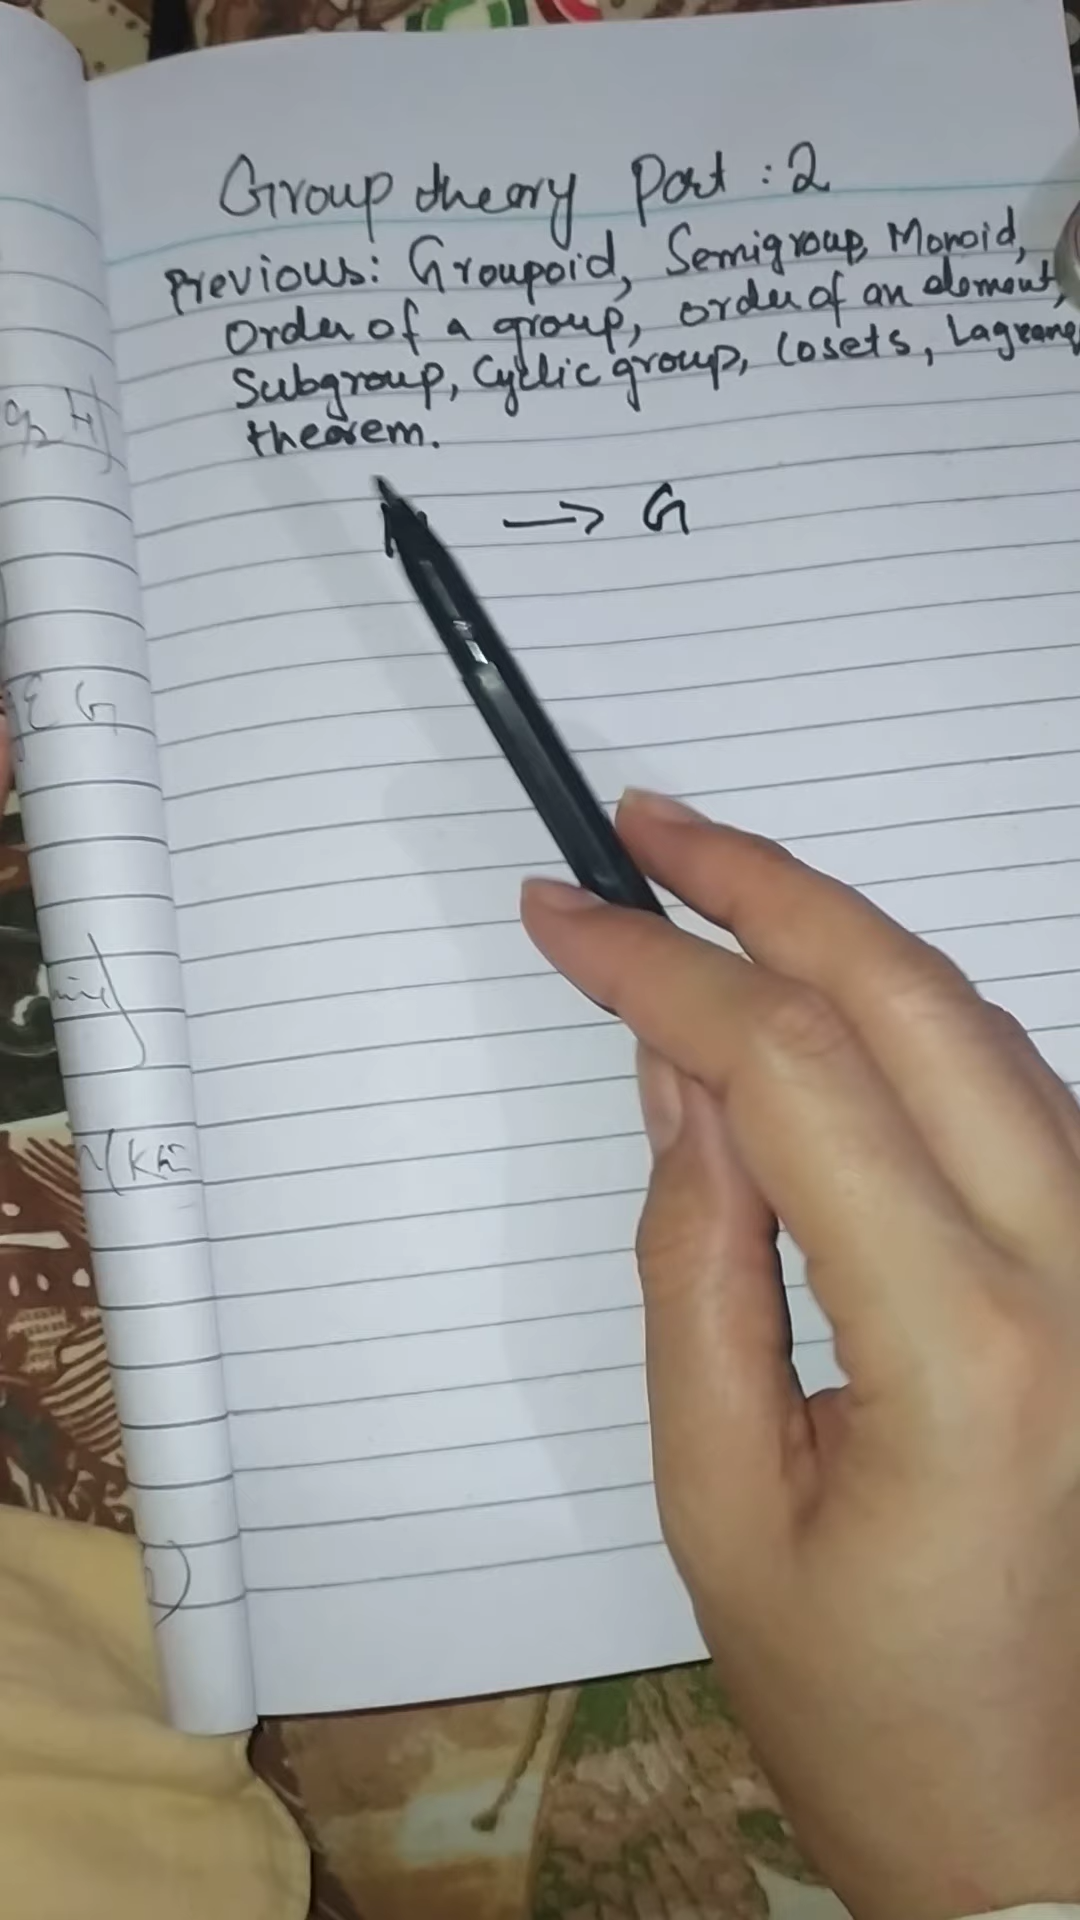 Group theory Part : 2
Previous: Groupoid, Semigroup, Monoid,
Order of a group, order of an element,
Subgroup, Cyclic group, Cosets, Lagrange
theorem.
→ G
∈ G